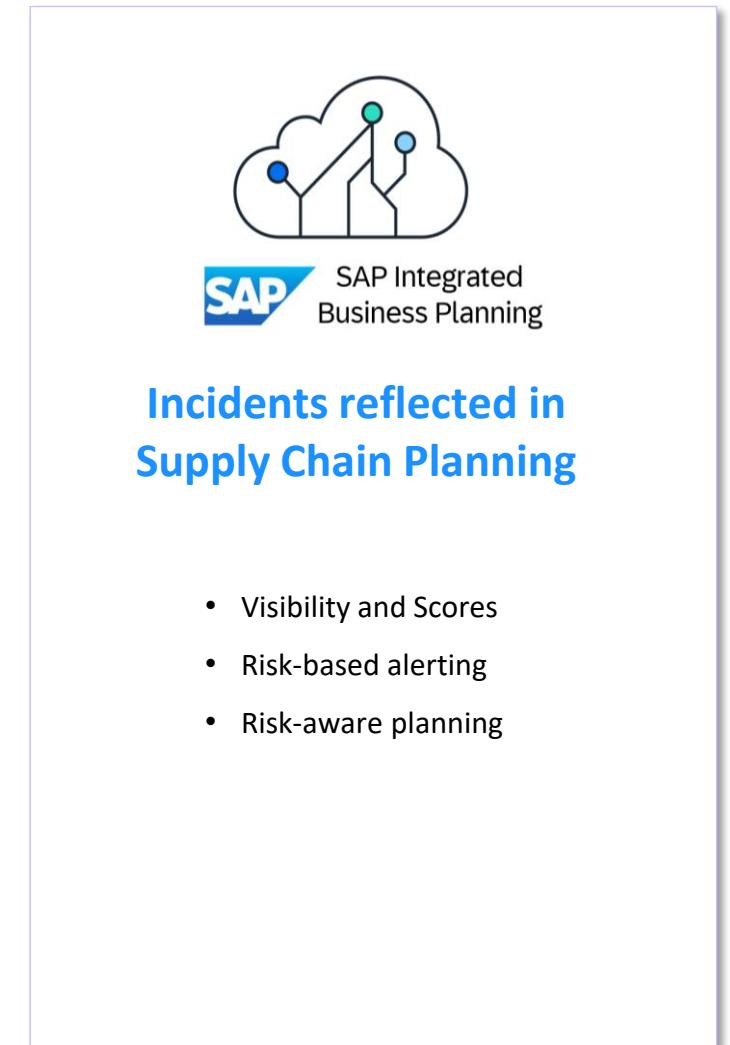 SAP
SAP Integrated
Business Planning
Incidents reflected in
Supply Chain Planning
• Visibility and Scores
• Risk-based alerting
• Risk-aware planning